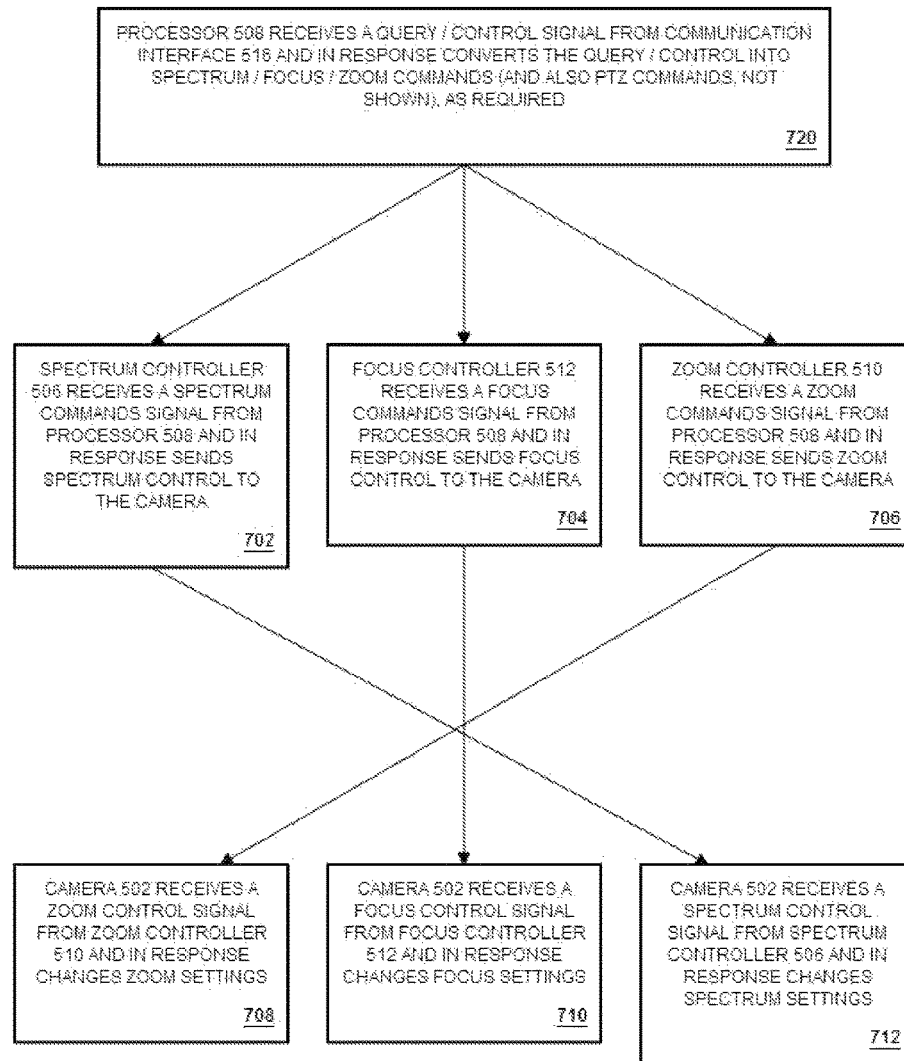 PROCESSOR 508 RECEIVES A QUERY / CONTROL SIGNAL FROM COMMUNICATION
INTERFACE 516 AND IN RESPONSE CONVERTS THE QUERY / CONTROL INTO
SPECTRUM / FOCUS / ZOOM COMMANDS (AND ALSO PTZ COMMANDS, NOT
SHOWN), AS REQUIRED
720
SPECTRUM CONTROLLER
506 RECEIVES A SPECTRUM
COMMANDS SIGNAL FROM
PROCESSOR 508 AND IN
RESPONSE SENDS
SPECTRUM CONTROL TO
THE CAMERA
702
FOCUS CONTROLLER 512
RECEIVES A FOCUS
COMMANDS SIGNAL FROM
PROCESSOR 508 AND IN
RESPONSE SENDS FOCUS
CONTROL TO THE CAMERA
704
ZOOM CONTROLLER 510
RECEIVES A ZOOM
COMMANDS SIGNAL FROM
PROCESSOR 508 AND IN
RESPONSE SENDS ZOOM
CONTROL TO THE CAMERA
706
CAMERA 502 RECEIVES A
ZOOM CONTROL SIGNAL
FROM ZOOM CONTROLLER
510 AND IN RESPONSE
CHANGES ZOOM SETTINGS
708
CAMERA 502 RECEIVES A
FOCUS CONTROL SIGNAL
FROM FOCUS CONTROLLER
512 AND IN RESPONSE
CHANGES FOCUS SETTINGS
710
CAMERA 502 RECEIVES A
SPECTRUM CONTROL
SIGNAL FROM SPECTRUM
CONTROLLER 506 AND IN
RESPONSE CHANGES
SPECTRUM SETTINGS
712